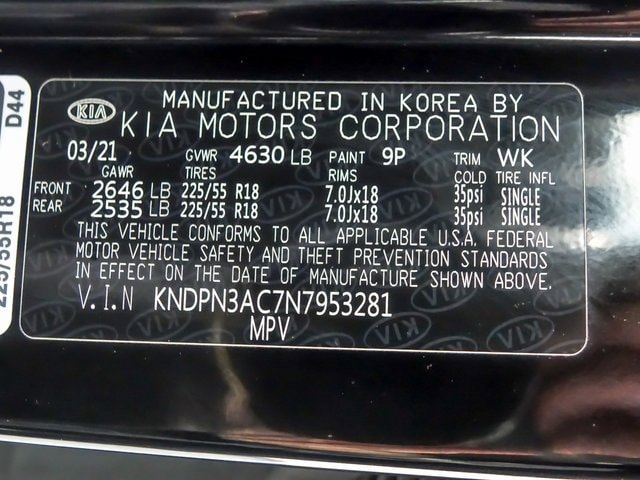 KIA
MANUFACTURED IN KOREA BY
KIA MOTORS CORPORATION
03/21 GVWR 4630 LB PAINT 9P TRIM WK
GAWR TIRES RIMS COLD TIRE INFL
FRONT 2646 LB 225/55 R18 7.0Jx18 35psi SINGLE
REAR 2535 LB 225/55 R18 7.0Jx18 35psi SINGLE
THIS VEHICLE CONFORMS TO ALL APPLICABLE U.S.A. FEDERAL
MOTOR VEHICLE SAFETY AND THEFT PREVENTION STANDARDS
IN EFFECT ON THE DATE OF MANUFACTURE SHOWN ABOVE.
V.I.N KNDPN3AC7N7953281
MPV
D44
225/55R18